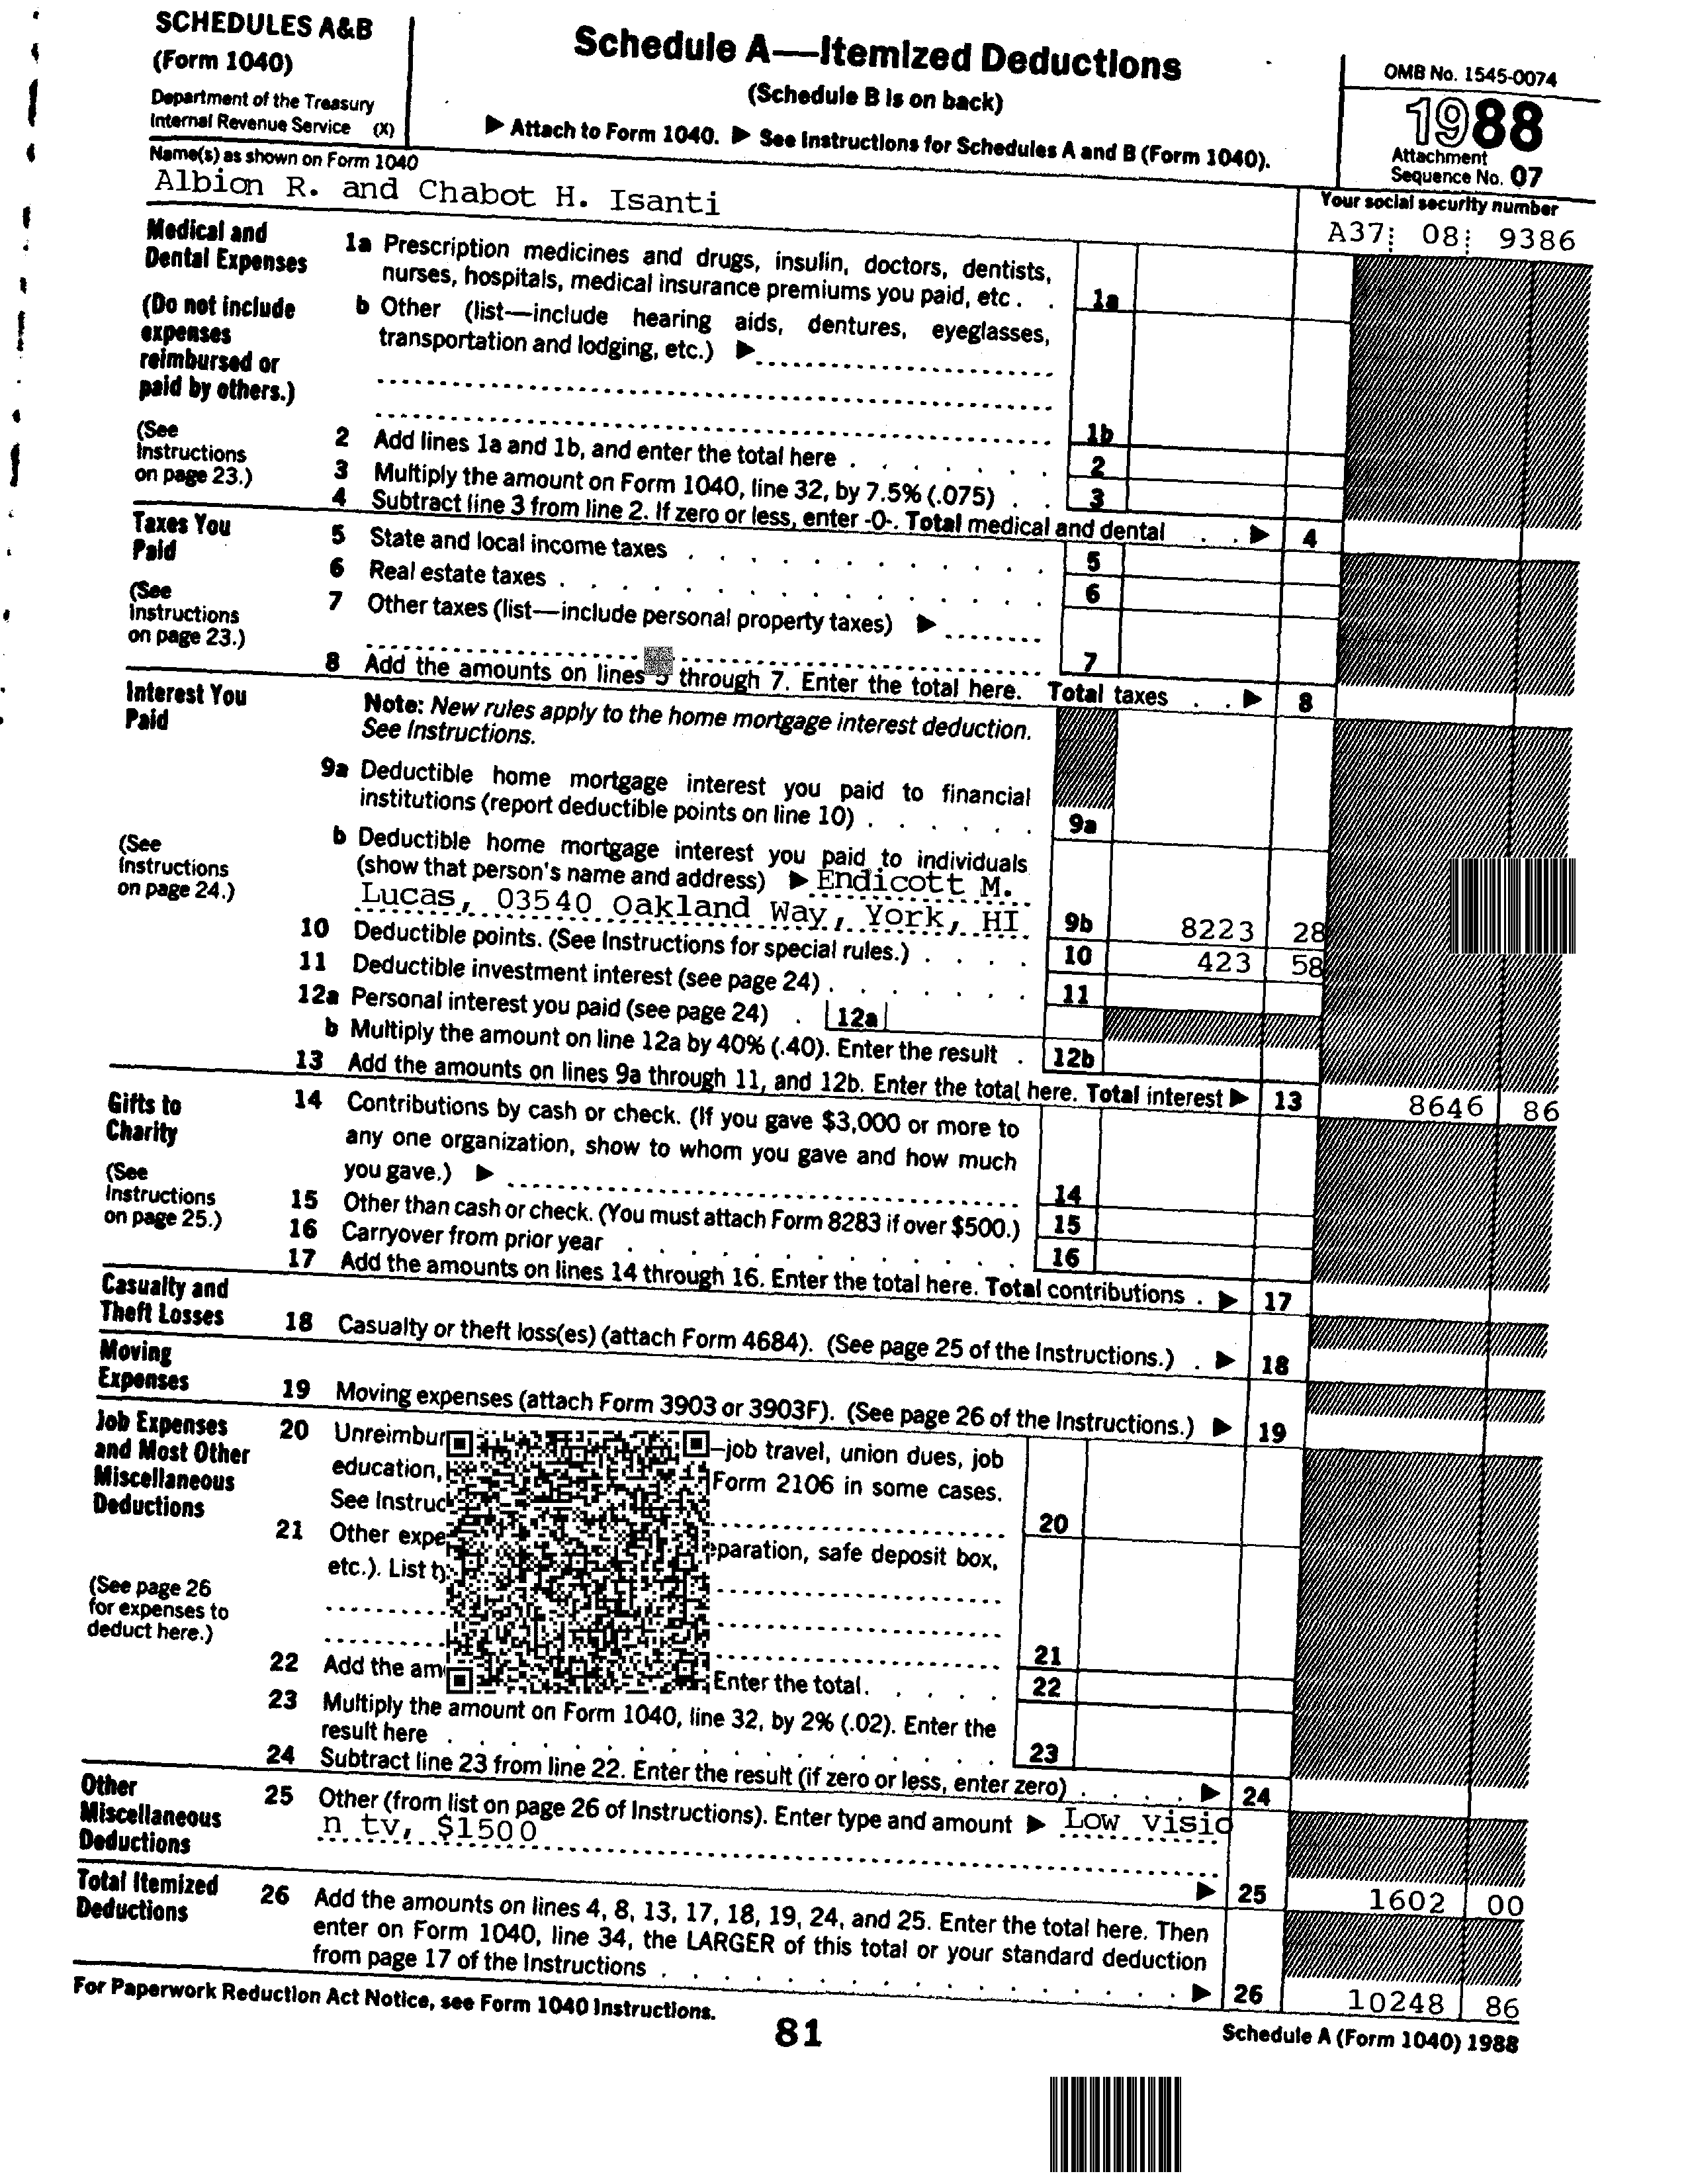 SCHEDULES A&B
(Form 1040)
Department of the Treasury
Internal Revenue Service (X)
Schedule A—Itemized Deductions
(Schedule B is on back)
▶ Attach to Form 1040. ▶ See Instructions for Schedules A and B (Form 1040).
OMB No. 1545-0074
1988
Attachment
Sequence No. 07
Name(s) as shown on Form 1040
Albion R. and Chabot H. Isanti
Your social security number
A37 08 9386
Medical and
Dental Expenses
(Do not include
expenses
reimbursed or
paid by others.)
(See
Instructions
on page 23.)
1a Prescription medicines and drugs, insulin, doctors, dentists,
nurses, hospitals, medical insurance premiums you paid, etc . . 1a
b Other (list—include hearing aids, dentures, eyeglasses,
transportation and lodging, etc.) ▶
1b
2 Add lines 1a and 1b, and enter the total here . . . . . . . 2
3 Multiply the amount on Form 1040, line 32, by 7.5% (.075) . . 3
4 Subtract line 3 from line 2. If zero or less, enter -0-. Total medical and dental . . ▶ 4
Taxes You
Paid
(See
Instructions
on page 23.)
5 State and local income taxes . . . . . . . . . . . . . 5
6 Real estate taxes . . . . . . . . . . . . . . . . . 6
7 Other taxes (list—include personal property taxes) ▶
7
8 Add the amounts on lines 5 through 7. Enter the total here. Total taxes . . ▶ 8
Interest You
Paid
(See
Instructions
on page 24.)
Note: New rules apply to the home mortgage interest deduction.
See Instructions.
9a Deductible home mortgage interest you paid to financial
institutions (report deductible points on line 10) . . . . . . 9a
b Deductible home mortgage interest you paid to individuals
(show that person's name and address) ▶ Endicott M.
Lucas, 03540 Oakland Way, York, HI 9b 8223 28
10 Deductible points. (See Instructions for special rules.) . . . . 10 423 58
11 Deductible investment interest (see page 24) . . . . . . . 11
12a Personal interest you paid (see page 24) . 12a
b Multiply the amount on line 12a by 40% (.40). Enter the result . 12b
13 Add the amounts on lines 9a through 11, and 12b. Enter the total here. Total interest ▶ 13 8646 86
Gifts to
Charity
(See
Instructions
on page 25.)
14 Contributions by cash or check. (If you gave $3,000 or more to
any one organization, show to whom you gave and how much
you gave.) ▶ 14
15 Other than cash or check. (You must attach Form 8283 if over $500.) 15
16 Carryover from prior year . . . . . . . . . . . . . 16
17 Add the amounts on lines 14 through 16. Enter the total here. Total contributions . ▶ 17
Casualty and
Theft Losses
18 Casualty or theft loss(es) (attach Form 4684). (See page 25 of the Instructions.) . ▶ 18
Moving
Expenses
19 Moving expenses (attach Form 3903 or 3903F). (See page 26 of the Instructions.) ▶ 19
Job Expenses
and Most Other
Miscellaneous
Deductions
(See page 26
for expenses to
deduct here.)
20 —job travel, union dues, job
education, Form 2106 in some cases.
See 20
21 Other eparation, safe deposit box,
etc.). List
21
22 Add the Enter the total . . . . . 22
23 Multiply the amount on Form 1040, line 32, by 2% (.02). Enter the
result here . . . . . . . . . . . . . . . . . . 23
24 Subtract line 23 from line 22. Enter the result (if zero or less, enter zero) . . . . ▶ 24
Other
Miscellaneous
Deductions
25 Other (from list on page 26 of Instructions). Enter type and amount ▶ Low visio
n tv, $1500
▶ 25 1602 00
Total Itemized
Deductions
26 Add the amounts on lines 4, 8, 13, 17, 18, 19, 24, and 25. Enter the total here. Then
enter on Form 1040, line 34, the LARGER of this total or your standard deduction
from page 17 of the Instructions . . . . . . . . . . . . . . . . ▶ 26 10248 86
For Paperwork Reduction Act Notice, see Form 1040 Instructions.
81
Schedule A (Form 1040) 1988